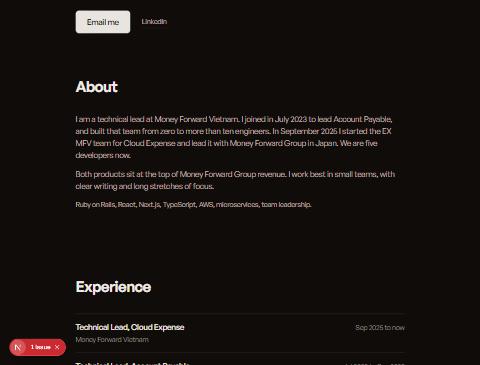 Email me
LinkedIn
About
I am a technical lead at Money Forward Vietnam. I joined in July 2023 to lead Account Payable,
and built that team from zero to more than ten engineers. In September 2025 I started the EX
MFV team for Cloud Expense and lead it with Money Forward Group in Japan. We are five
developers now.
Both products sit at the top of Money Forward Group revenue. I work best in small teams, with
clear writing and long stretches of focus.
Ruby on Rails, React, Next.js, TypeScript, AWS, microservices, team leadership.
Experience
Technical Lead, Cloud Expense
Sep 2025 to now
Money Forward Vietnam
N
1 Issue
Technical Lead, Account Payable